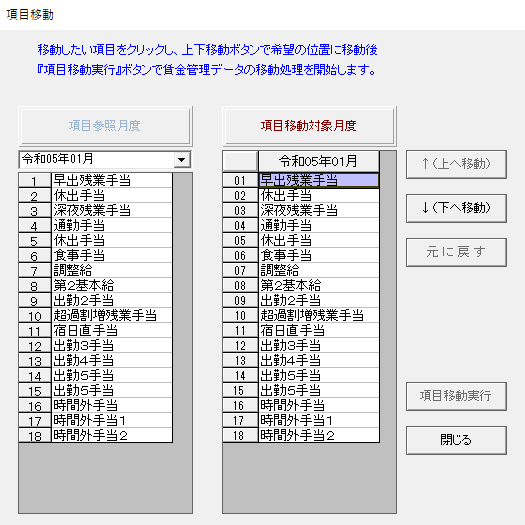 項目移動
移動したい項目をクリックし、上下移動ボタンで希望の位置に移動後
『項目移動実行』ボタンで賃金管理データの移動処理を開始します。
項目参照月度
令和05年01月
1 早出残業手当
2 休出手当
3 深夜残業手当
4 通勤手当
5 休出手当
6 食事手当
7 調整給
8 第2基本給
9 出勤2手当
10 超過割増残業手当
11 宿日直手当
12 出勤3手当
13 出勤4手当
14 出勤5手当
15 出勤5手当
16 時間外手当
17 時間外手当1
18 時間外手当2
項目移動対象月度
令和05年01月
01 早出残業手当
02 休出手当
03 深夜残業手当
04 通勤手当
05 休出手当
06 食事手当
07 調整給
08 第2基本給
09 出勤2手当
10 超過割増残業手当
11 宿日直手当
12 出勤3手当
13 出勤4手当
14 出勤5手当
15 出勤5手当
16 時間外手当
17 時間外手当1
18 時間外手当2
↑(上へ移動)
↓(下へ移動)
元に戻す
項目移動実行
閉じる